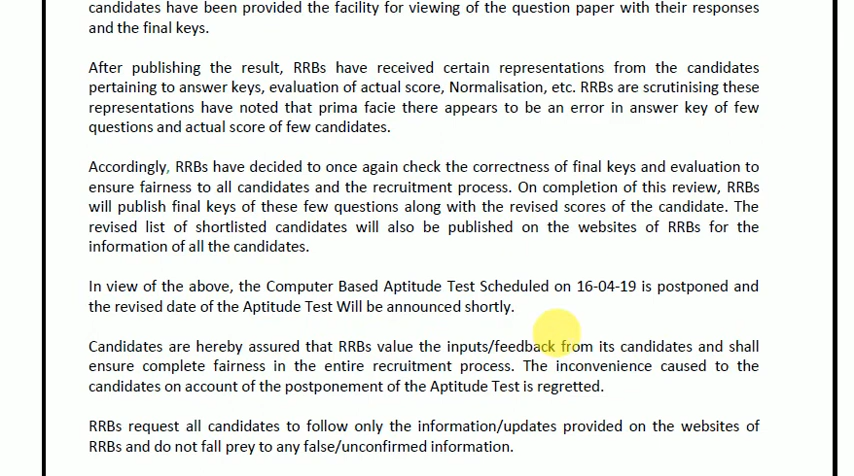 candidates have been provided the facility for viewing of the question paper with their responses
and the final keys.
After publishing the result, RRBs have received certain representations from the candidates
pertaining to answer keys, evaluation of actual score, Normalisation, etc. RRBs are scrutinising these
representations have noted that prima facie there appears to be an error in answer key of few
questions and actual score of few candidates.
Accordingly, RRBs have decided to once again check the correctness of final keys and evaluation to
ensure fairness to all candidates and the recruitment process. On completion of this review, RRBs
will publish final keys of these few questions along with the revised scores of the candidate. The
revised list of shortlisted candidates will also be published on the websites of RRBs for the
information of all the candidates.
In view of the above, the Computer Based Aptitude Test Scheduled on 16-04-19 is postponed and
the revised date of the Aptitude Test Will be announced shortly.
Candidates are hereby assured that RRBs value the inputs/feedback from its candidates and shall
ensure complete fairness in the entire recruitment process. The inconvenience caused to the
candidates on account of the postponement of the Aptitude Test is regretted.
RRBs request all candidates to follow only the information/updates provided on the websites of
RRBs and do not fall prey to any false/unconfirmed information.